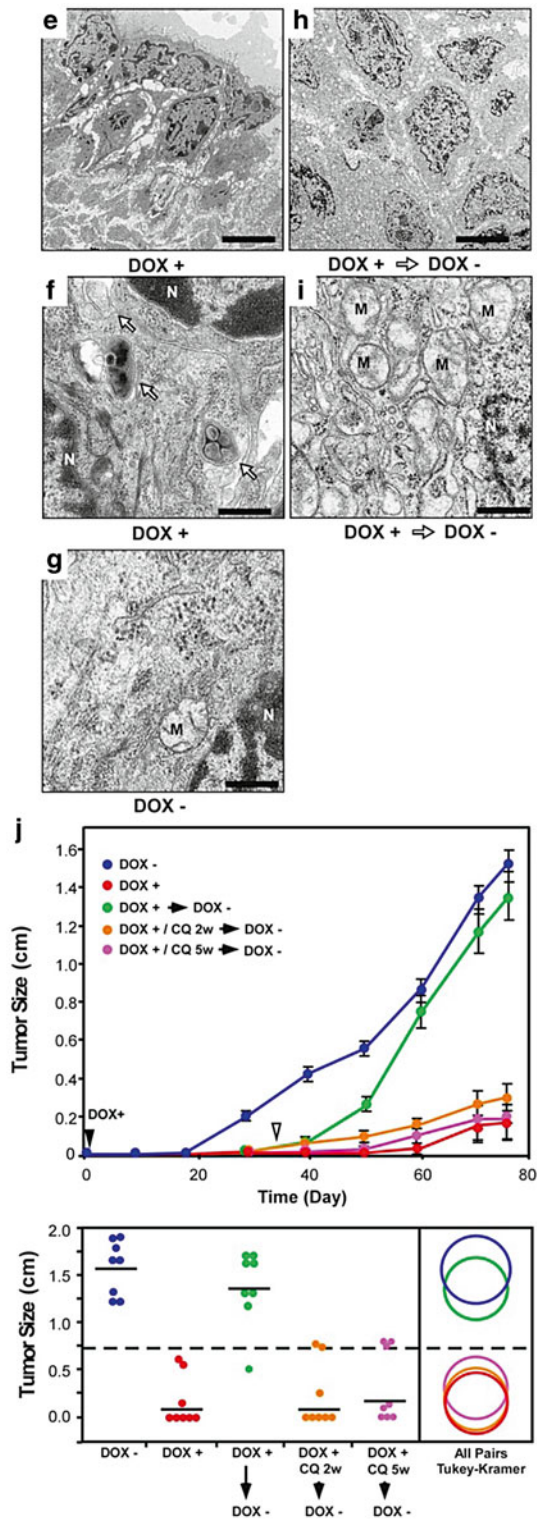 e
h
DOX +
DOX + ⇨ DOX -
f
N
N
i
M
M
M
M
N
DOX +
DOX + ⇨ DOX -
g
M
N
DOX -
j
DOX -
DOX +
DOX + → DOX -
DOX + / CQ 2w → DOX -
DOX + / CQ 5w → DOX -
Tumor Size (cm)
1.6
1.4
1.2
1.0
0.8
0.6
0.4
0.2
0
DOX+
0 20 40 60 80
Time (Day)
Tumor Size (cm)
2.0
1.5
1.0
0.5
0.0
DOX - DOX + DOX + DOX + DOX + All Pairs
CQ 2w CQ 5w Tukey-Kramer
DOX - DOX - DOX -